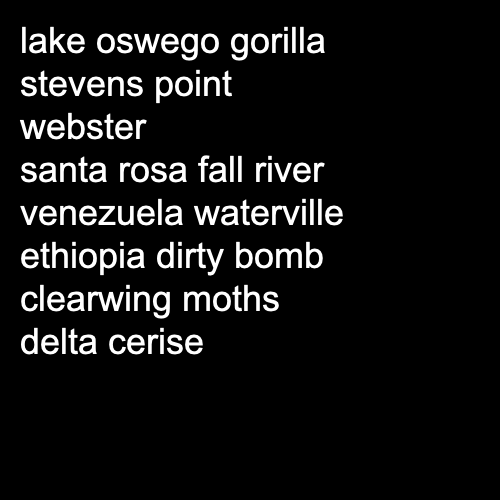 lake oswego gorilla
stevens point
webster
santa rosa fall river
venezuela waterville
ethiopia dirty bomb
clearwing moths
delta cerise